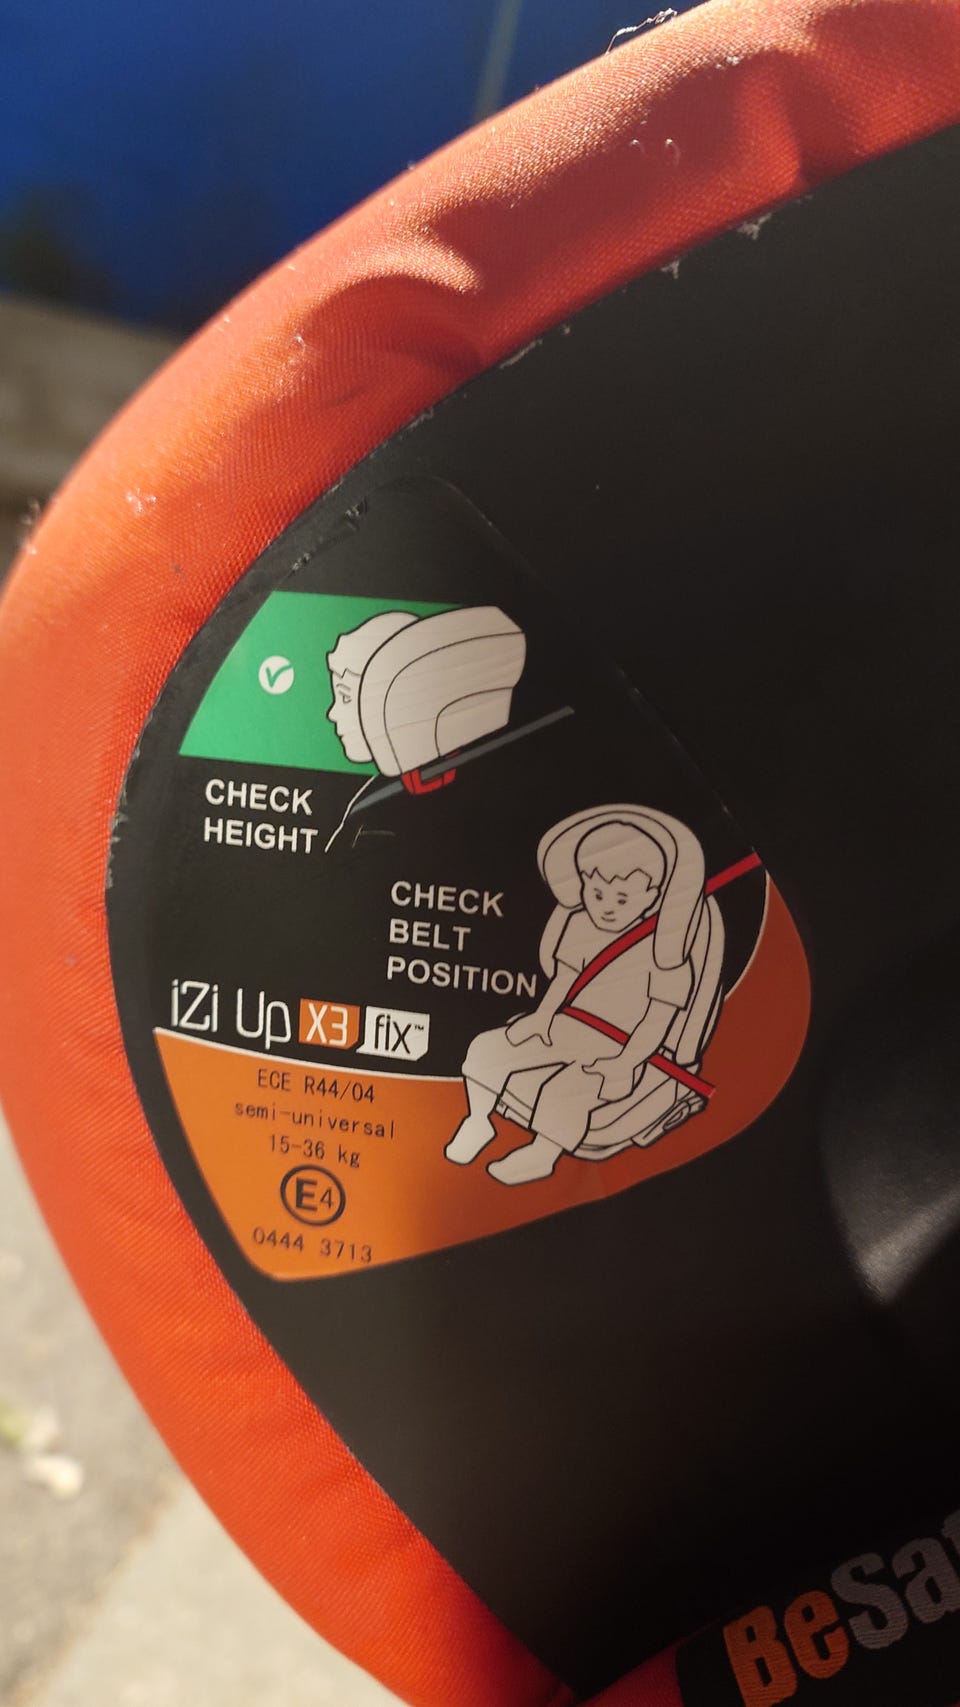 CHECK
HEIGHT
CHECK
BELT
POSITION
iZi Up X3 fix™
ECE R44/04
semi-universal
15-36 kg
E4
0444 3713
BeSa